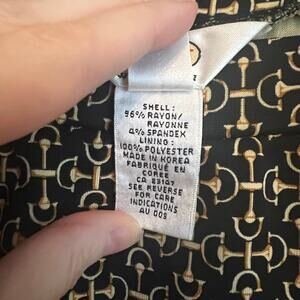 SHELL:
96% RAYON/
RAYONNE
4% SPANDEX
LINING:
100% POLYESTER
MADE IN KOREA
FABRIQUE EN
COREE
CA 23197
SEE REVERSE
FOR CARE
INDICATIONS
AU DOS